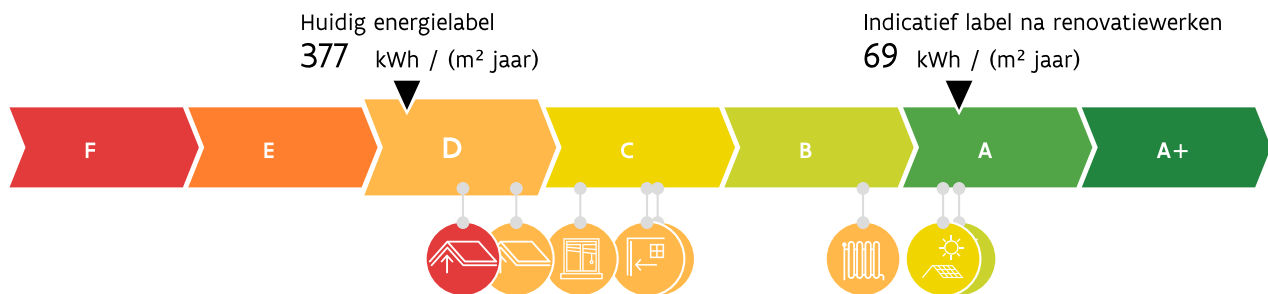 Huidig energielabel
377 kWh / (m² jaar)
Indicatief label na renovatiewerken
69 kWh / (m² jaar)
F E D C B A A+